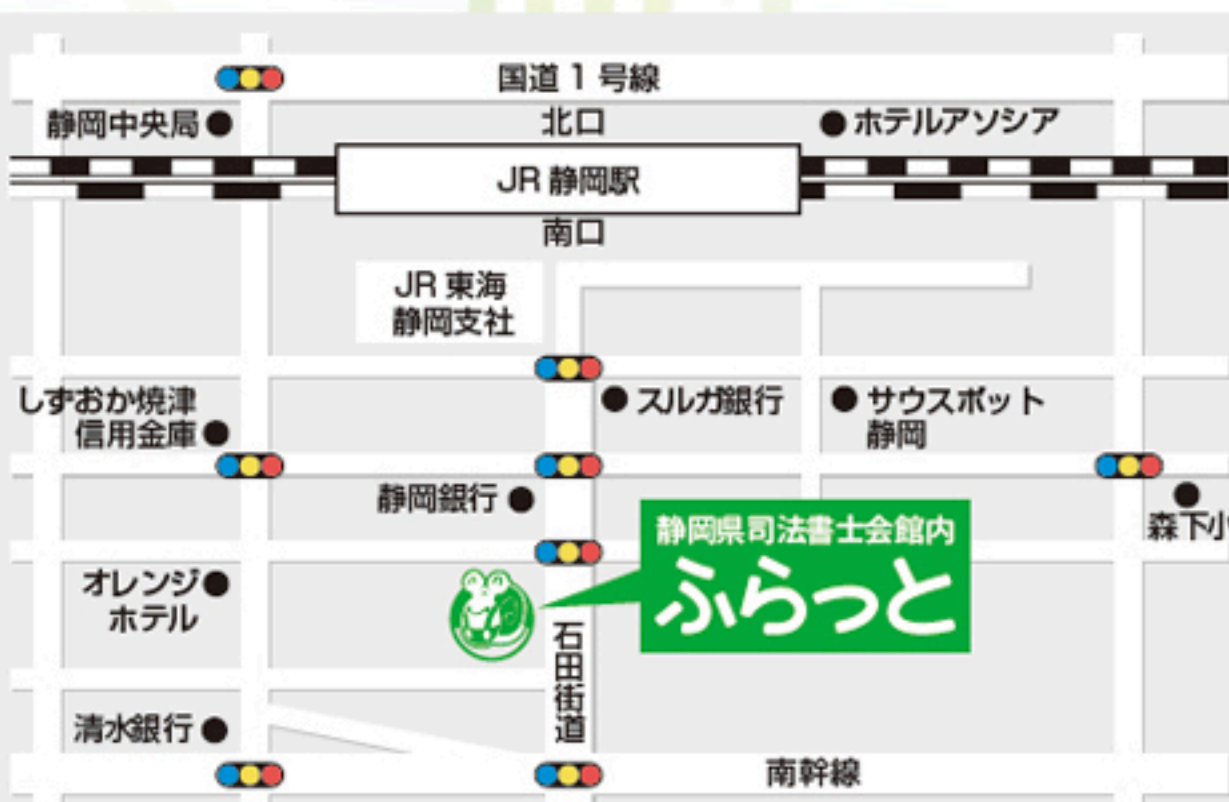 国道1号線
静岡中央局
北口
ホテルアソシア
JR 静岡駅
南口
JR 東海
静岡支社
しずおか焼津
信用金庫
スルガ銀行
サウスポット
静岡
静岡銀行
森下小
静岡県司法書士会館内
ふらっと
オレンジ
ホテル
石田街道
清水銀行
南幹線